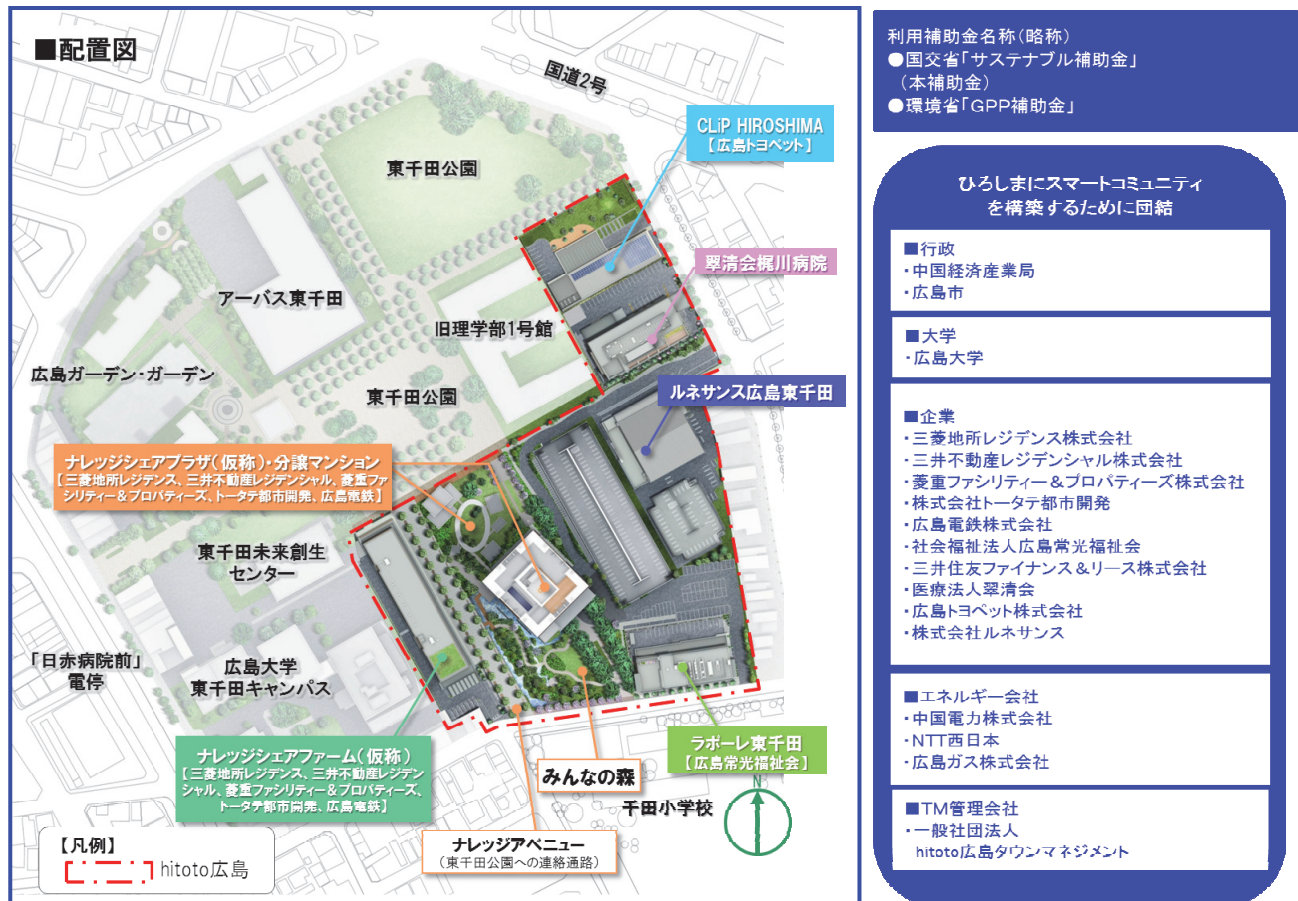 ■配置図
国道2号
CLiP HIROSHIMA
【広島トヨペット】
東千田公園
翠清会梶川病院
アーバス東千田
旧理学部1号館
広島ガーデン・ガーデン
東千田公園
ルネサンス広島東千田
ナレッジシェアプラザ(仮称)・分譲マンション
【三菱地所レジデンス、三井不動産レジデンシャル、菱重ファ
シリティー＆プロパティーズ、トータテ都市開発、広島電鉄】
東千田未来創生
センター
「日赤病院前」
電停
広島大学
東千田キャンパス
ナレッジシェアファーム(仮称)
【三菱地所レジデンス、三井不動産レジデン
シャル、菱重ファシリティー＆プロパティーズ、
トータテ都市開発、広島電鉄】
みんなの森
ラポーレ東千田
【広島常光福祉会】
千田小学校
N
ナレッジアベニュー
(東千田公園への連絡通路)
【凡例】
hitoto広島
利用補助金名称(略称)
●国交省「サステナブル補助金」
(本補助金)
●環境省「GPP補助金」
ひろしまにスマートコミュニティ
を構築するために団結
■行政
・中国経済産業局
・広島市
■大学
・広島大学
■企業
・三菱地所レジデンス株式会社
・三井不動産レジデンシャル株式会社
・菱重ファシリティー＆プロパティーズ株式会社
・株式会社トータテ都市開発
・広島電鉄株式会社
・社会福祉法人広島常光福祉会
・三井住友ファイナンス＆リース株式会社
・医療法人翠清会
・広島トヨペット株式会社
・株式会社ルネサンス
■エネルギー会社
・中国電力株式会社
・NTT西日本
・広島ガス株式会社
■TM管理会社
・一般社団法人
hitoto広島タウンマネジメント